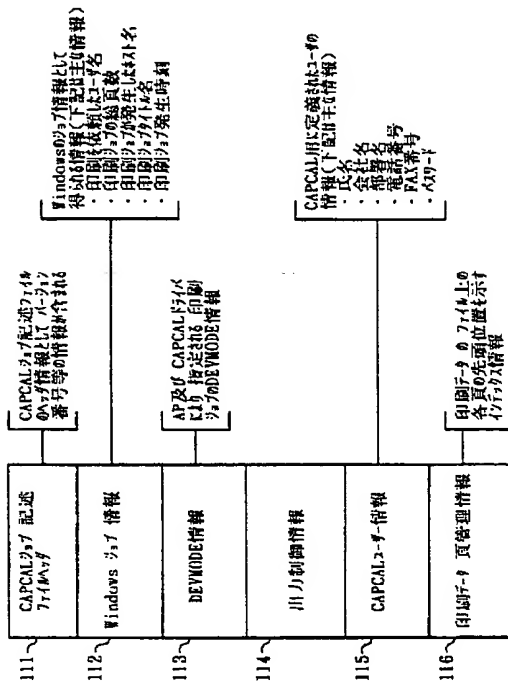 CAPCALジョブ記述ファイル
のヘッダ情報として バージョン
番号等の情報が含まれる
Windowsのジョブ情報として
得られる情報(下記は主な情報)
・印刷を依頼したユーザ名
・印刷ジョブの総頁数
・印刷ジョブが発生したホスト名
・印刷ジョブタイトル名
・印刷ジョブ発生時刻
AP及び CAPCALドライバ
により 指定される 印刷
ジョブのDEVMODE情報
CAPCAL用に定義されたユーザの
情報(下記は主な情報)
・氏名
・会社名
・部署名
・電話番号
・FAX番号
・パスワード
印刷データ の ファイル上の
各頁の先頭位置を示す
インデックス情報
111
CAPCALジョブ 記述
ファイルヘッダ
112
Windows ジョブ 情報
113
DEVMODE情報
114
出力制御情報
115
CAPCALユーザー情報
116
印刷データ 頁管理情報